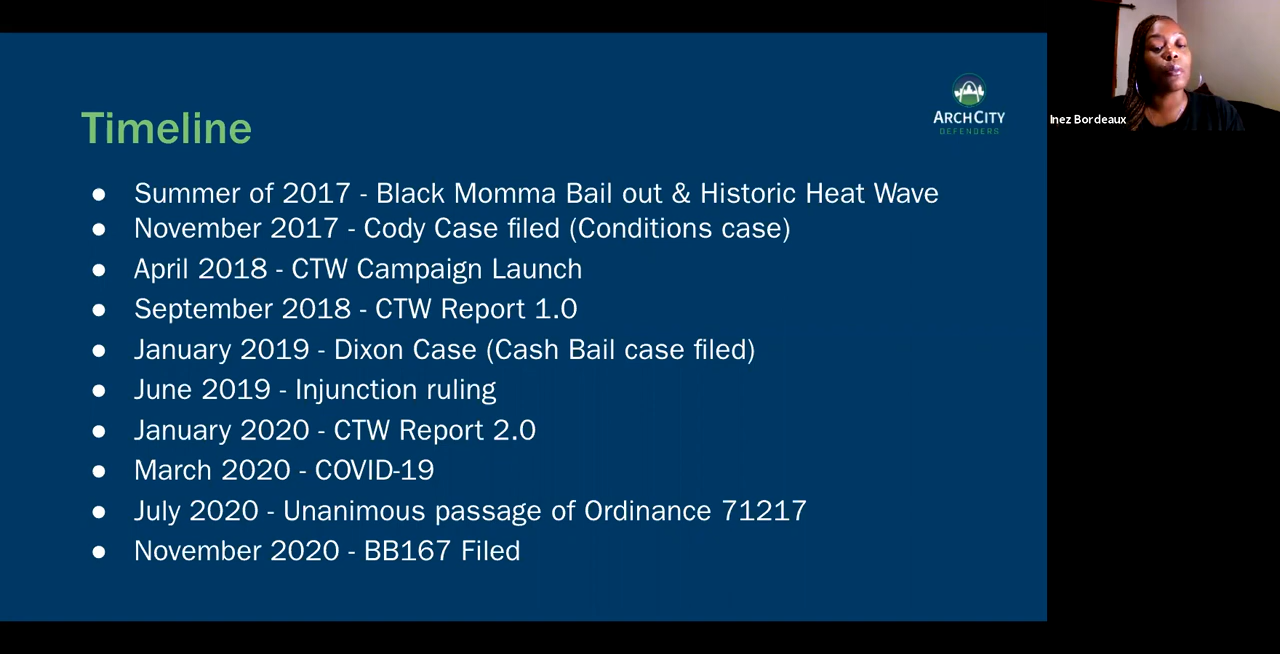 Timeline
ARCHCITY
DEFENDERS
Inez Bordeaux
● Summer of 2017 - Black Momma Bail out & Historic Heat Wave
● November 2017 - Cody Case filed (Conditions case)
● April 2018 - CTW Campaign Launch
● September 2018 - CTW Report 1.0
● January 2019 - Dixon Case (Cash Bail case filed)
● June 2019 - Injunction ruling
● January 2020 - CTW Report 2.0
● March 2020 - COVID-19
● July 2020 - Unanimous passage of Ordinance 71217
● November 2020 - BB167 Filed